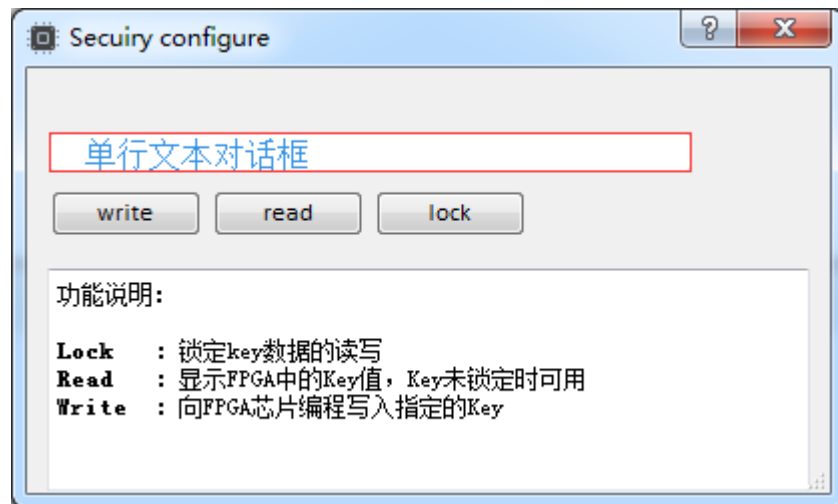 Secuiry configure
?
单行文本对话框
write read lock
功能说明:
Lock : 锁定key数据的读写
Read : 显示FPGA中的Key值，Key未锁定时可用
Write : 向FPGA芯片编程写入指定的Key